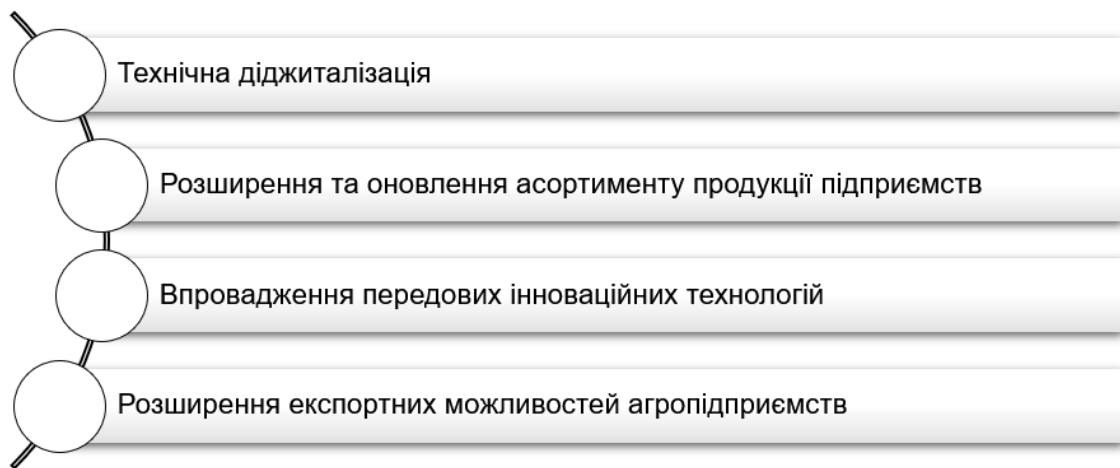 Технічна діджиталізація
Розширення та оновлення асортименту продукції підприємств
Впровадження передових інноваційних технологій
Розширення експортних можливостей агропідприємств